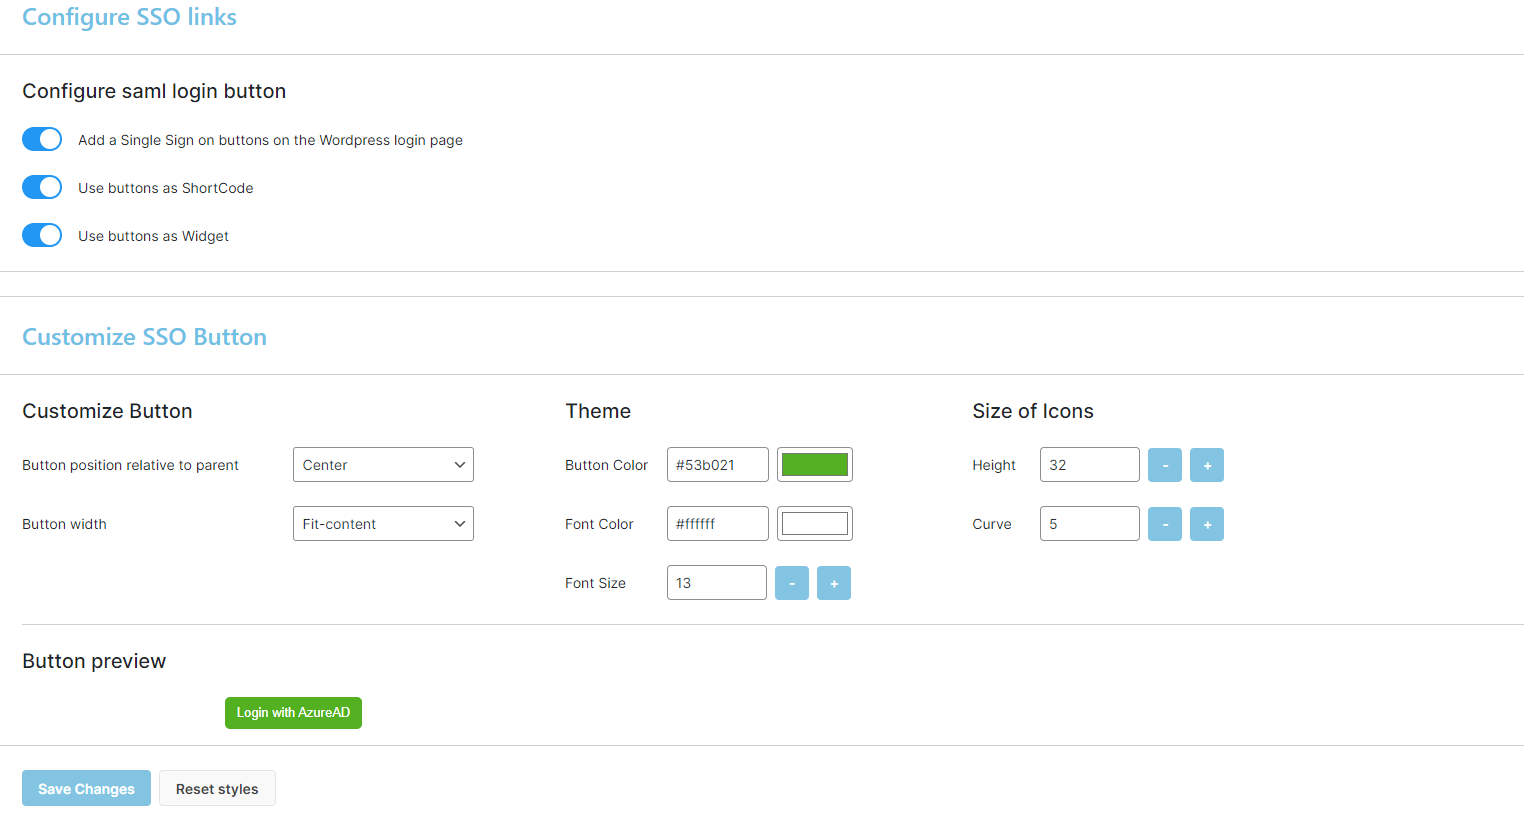 Configure SSO links
Configure saml login button
Add a Single Sign on buttons on the Wordpress login page
Use buttons as ShortCode
Use buttons as Widget
Customize SSO Button
Customize Button
Theme
Size of Icons
Button position relative to parent
Center
Button Color
#53b021
Height
32
-
+
Button width
Fit-content
Font Color
#ffffff
Curve
5
-
+
Font Size
13
-
+
Button preview
Login with AzureAD
Save Changes
Reset styles